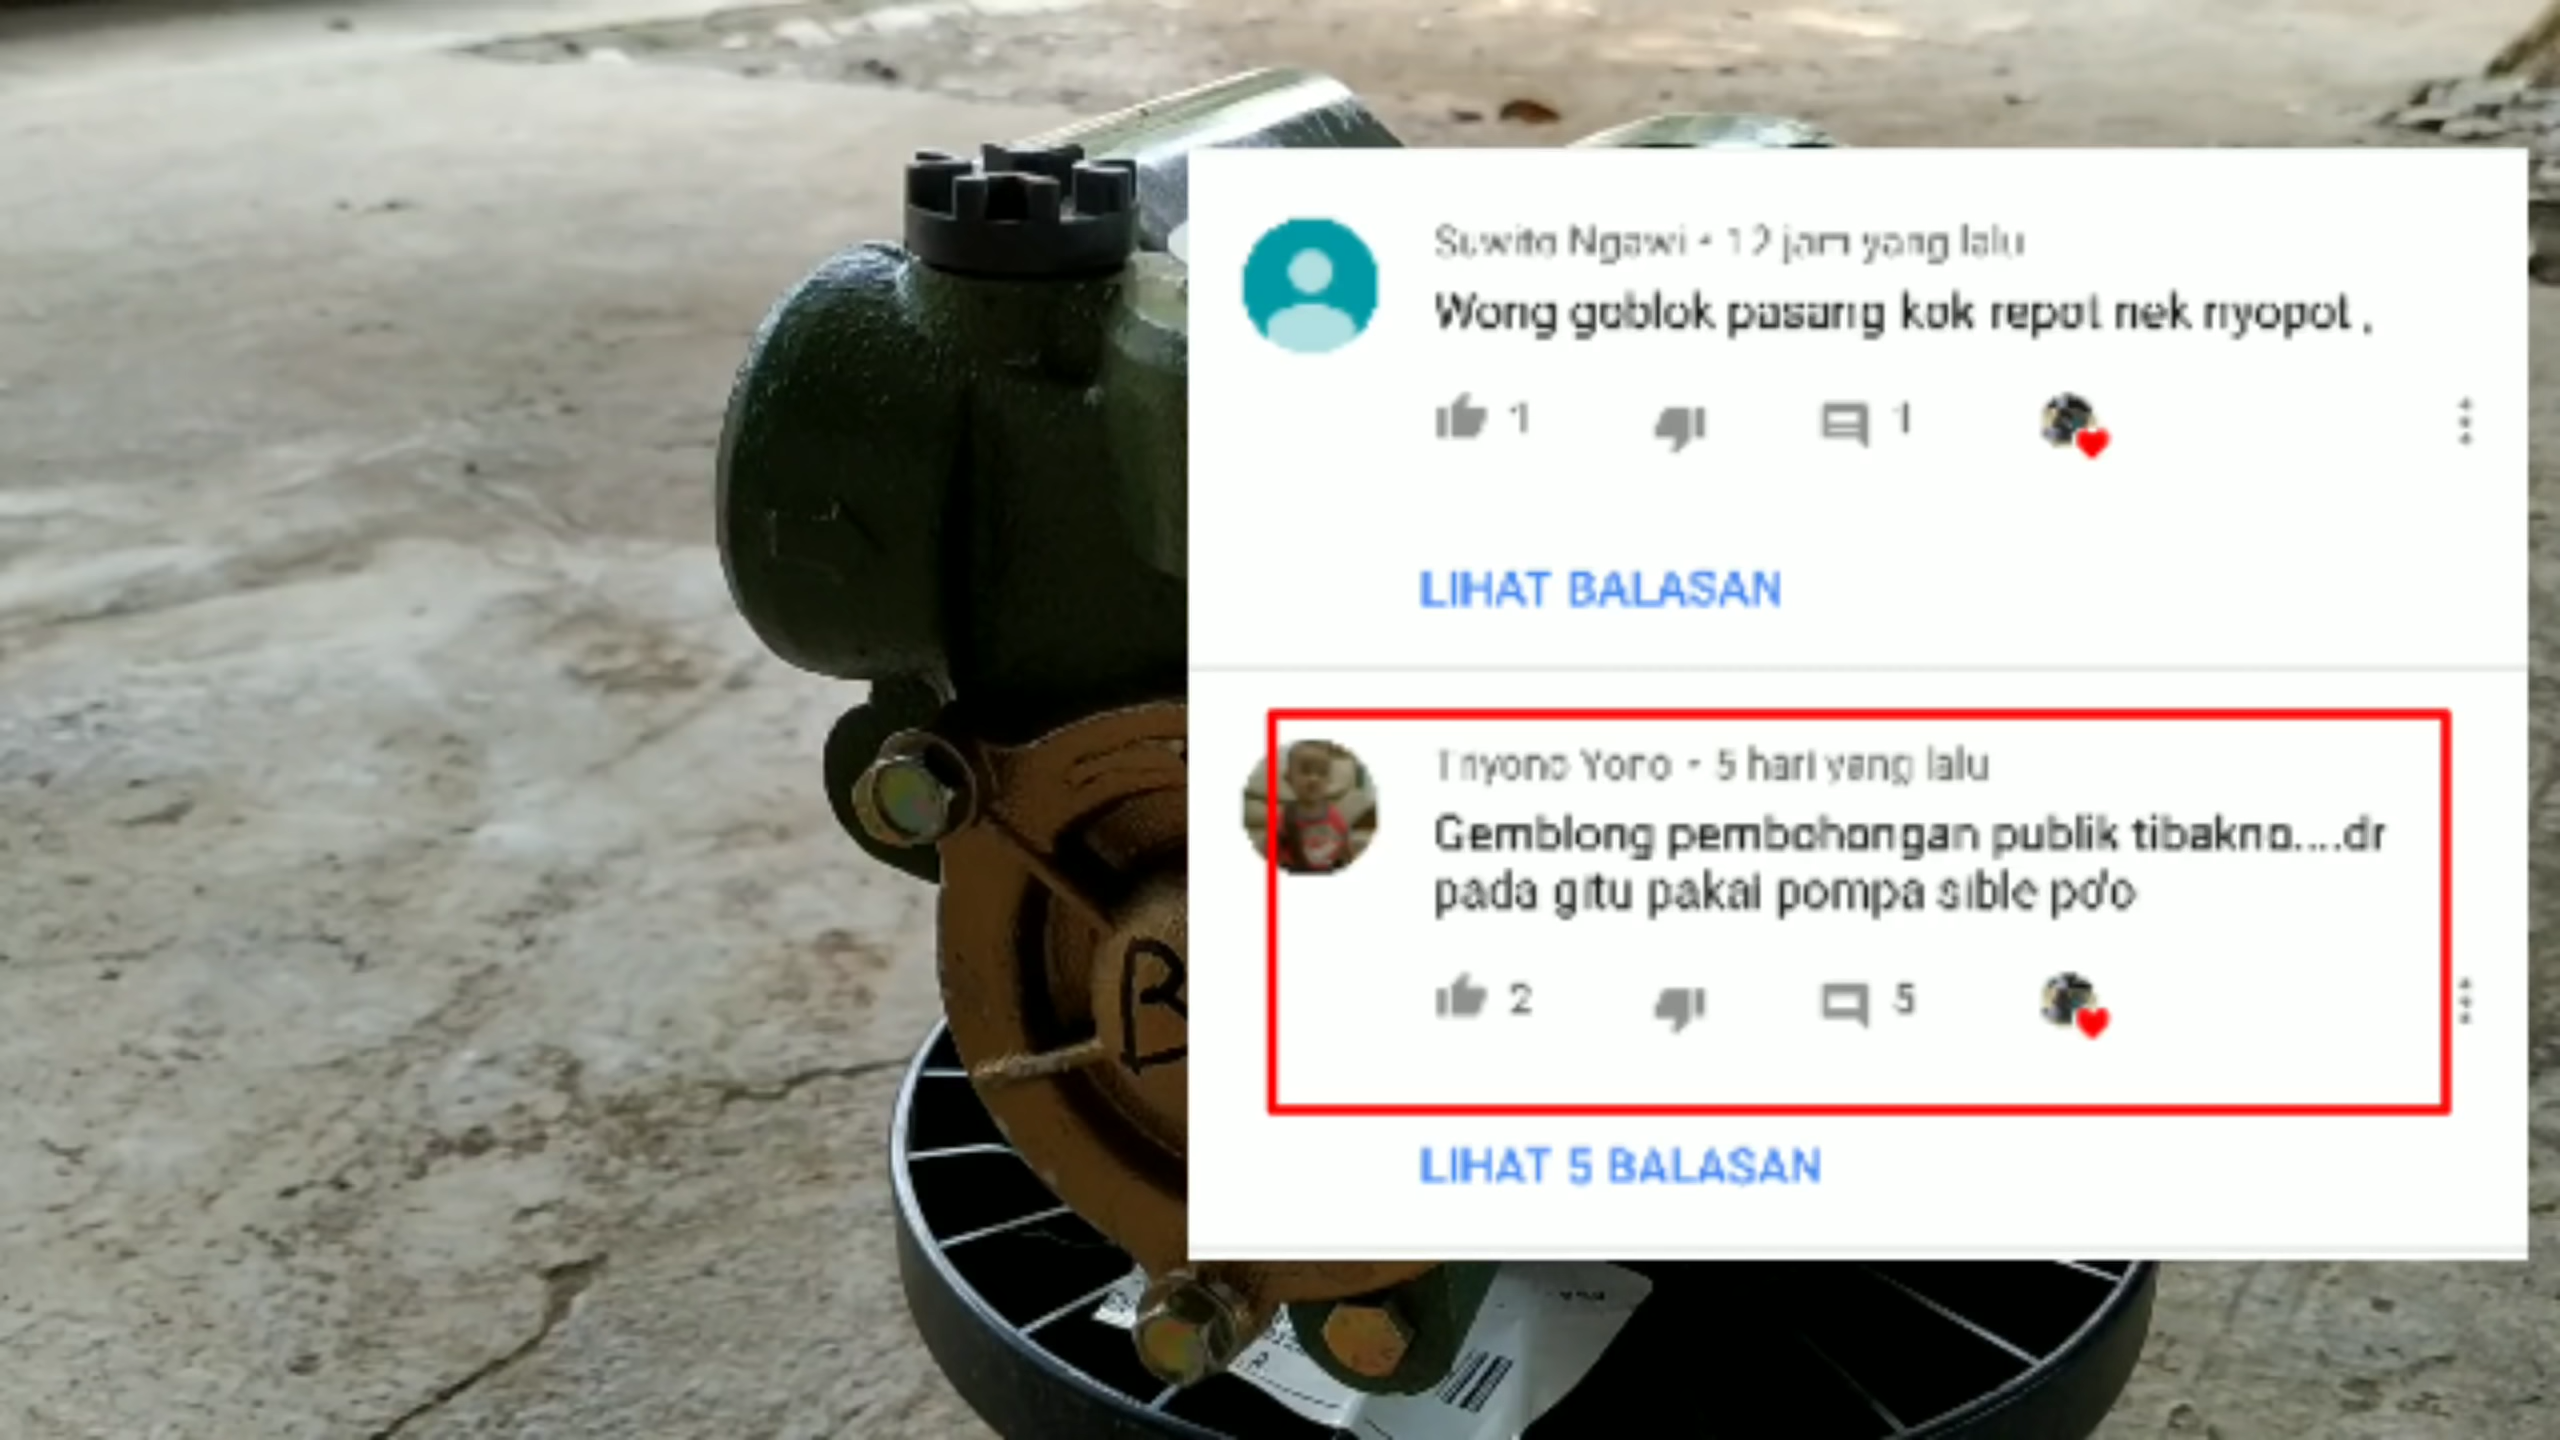 Suwito Ngawi • 12 jam yang lalu
Wong goblok pasang kok repot nek nyopot ,
1 1
LIHAT BALASAN
Triyono Yono • 5 hari yang lalu
Gemblong pembohongan publik tibakno....dr
pada gitu pakai pompa sible po'o
2 5
LIHAT 5 BALASAN
B